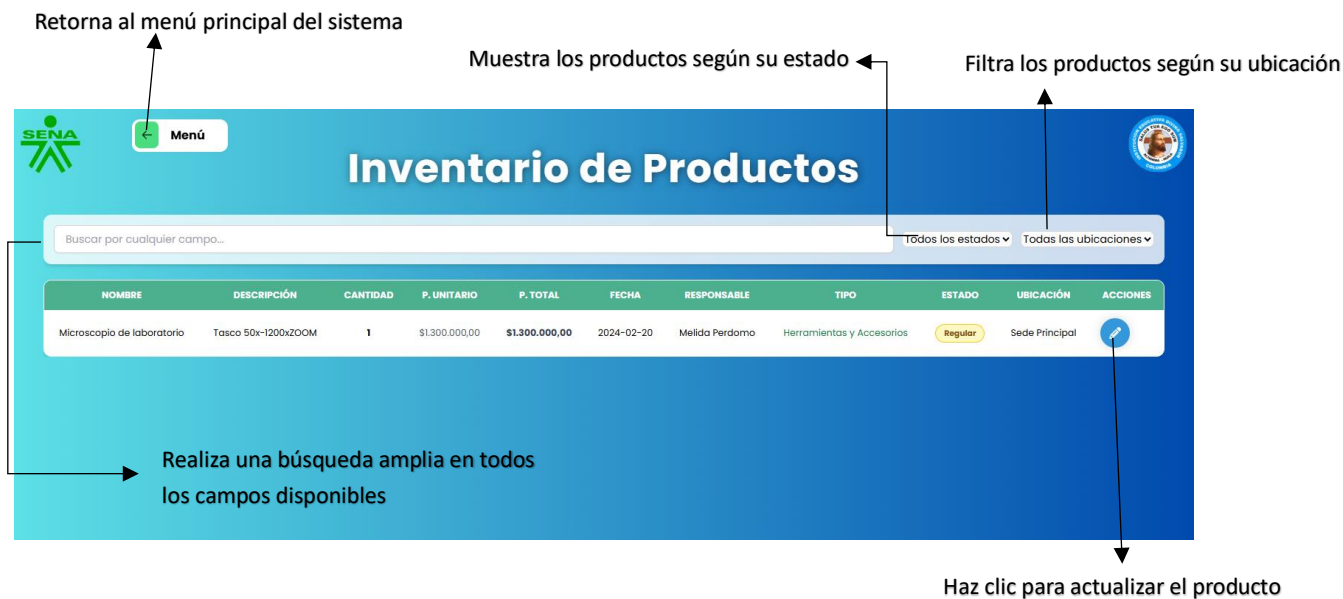 Retorna al menú principal del sistema
Muestra los productos según su estado
Filtra los productos según su ubicación
SENA
Menú
Inventario de Productos
COLOMBIA
Buscar por cualquier campo...
Todos los estados
Todas las ubicaciones
NOMBRE DESCRIPCIÓN CANTIDAD P. UNITARIO P. TOTAL FECHA RESPONSABLE TIPO ESTADO UBICACIÓN ACCIONES
Microscopio de laboratorio Tasco 50x-1200xZOOM 1 $1.300.000,00 $1.300.000,00 2024-02-20 Melida Perdomo Herramientas y Accesorios Regular Sede Principal
Realiza una búsqueda amplia en todos
los campos disponibles
Haz clic para actualizar el producto